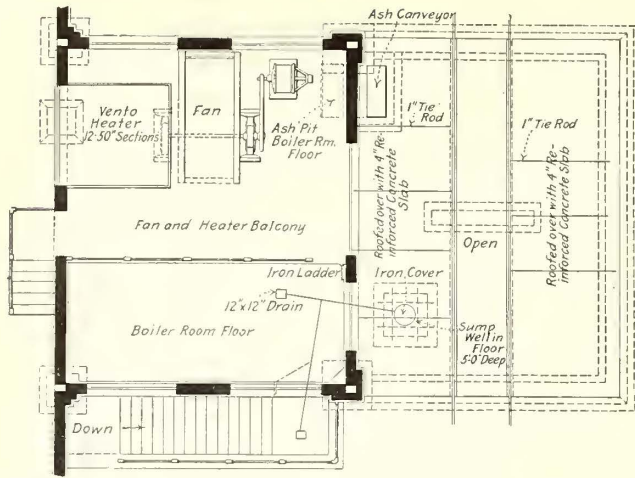 Ash Canveyor
Vento
Heater
12-50" Sections
Fan
Ash Pit
Boiler Rm.
Floor
1" Tie
Rod
1" Tie Rod
Roofed over with 4" Re-
inforced Concrete
Slab
Roofed over with 4" Re-
inforced Concrete Slab
Fan and Heater Balcony
Open
Iron Ladder
Iron Cover
12"x12" Drain
Boiler Room Floor
Sump
Well in
Floor
5'0" Deep
Down